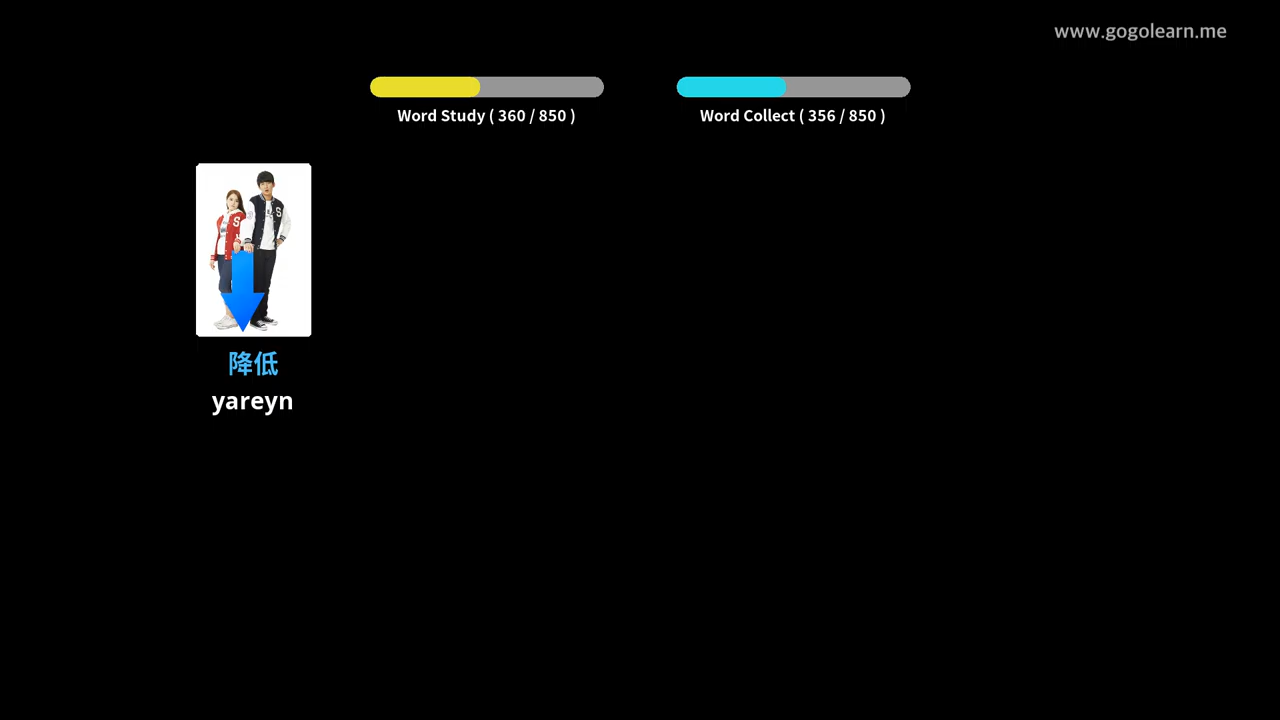 www.gogolearn.me
Word Study ( 360 / 850 )
Word Collect ( 356 / 850 )
S
S
降低
yareyn